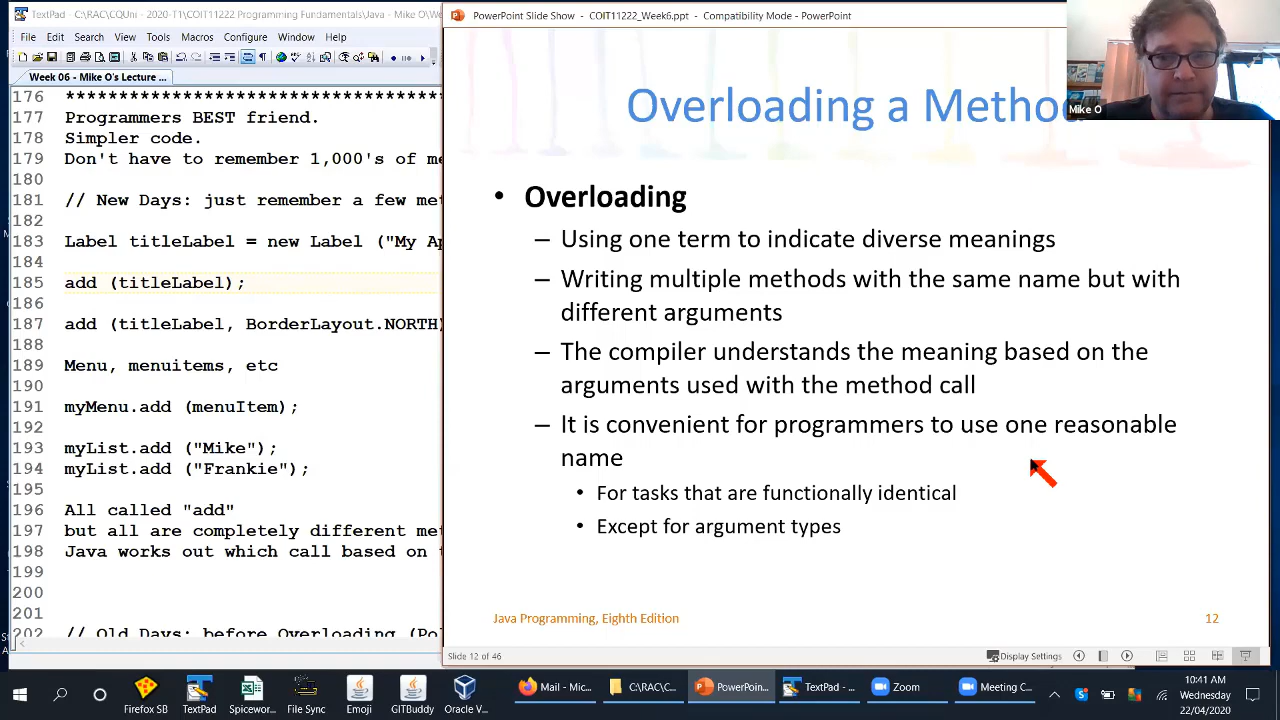 TextPad - C:\RAC\CQUni - 2020-T1\COIT11222 Programming Fundamentals\Java - Mike O's
File Edit Search View Tools Macros Configure Window Help
Week 06 - Mike O's Lecture ...
176 ************************************
177 Programmers BEST friend.
178 Simpler code.
179 Don't have to remember 1,000's of me
180
181 // New Days: just remember a few met
182
183 Label titleLabel = new Label ("My Ap
184
185 add (titleLabel);
186
187 add (titleLabel, BorderLayout.NORTH)
188
189 Menu, menuitems, etc
190
191 myMenu.add (menuItem);
192
193 myList.add ("Mike");
194 myList.add ("Frankie");
195
196 All called "add"
197 but all are completely different met
198 Java works out which call based on t
199
200
201
202 // Old Days: before Overloading (Pol
PowerPoint Slide Show - COIT11222_Week6.ppt - Compatibility Mode - PowerPoint
Mike O
Overloading a Method
• Overloading
– Using one term to indicate diverse meanings
– Writing multiple methods with the same name but with
different arguments
– The compiler understands the meaning based on the
arguments used with the method call
– It is convenient for programmers to use one reasonable
name
• For tasks that are functionally identical
• Except for argument types
Java Programming, Eighth Edition 12
Slide 12 of 46 Display Settings
Firefox SB TextPad Spicewor... File Sync ... Emoji GITBuddy Oracle V...
Mail - Mic... C:\RAC\C... PowerPoin... TextPad - ... Zoom Meeting C...
10:41 AM
Wednesday
22/04/2020